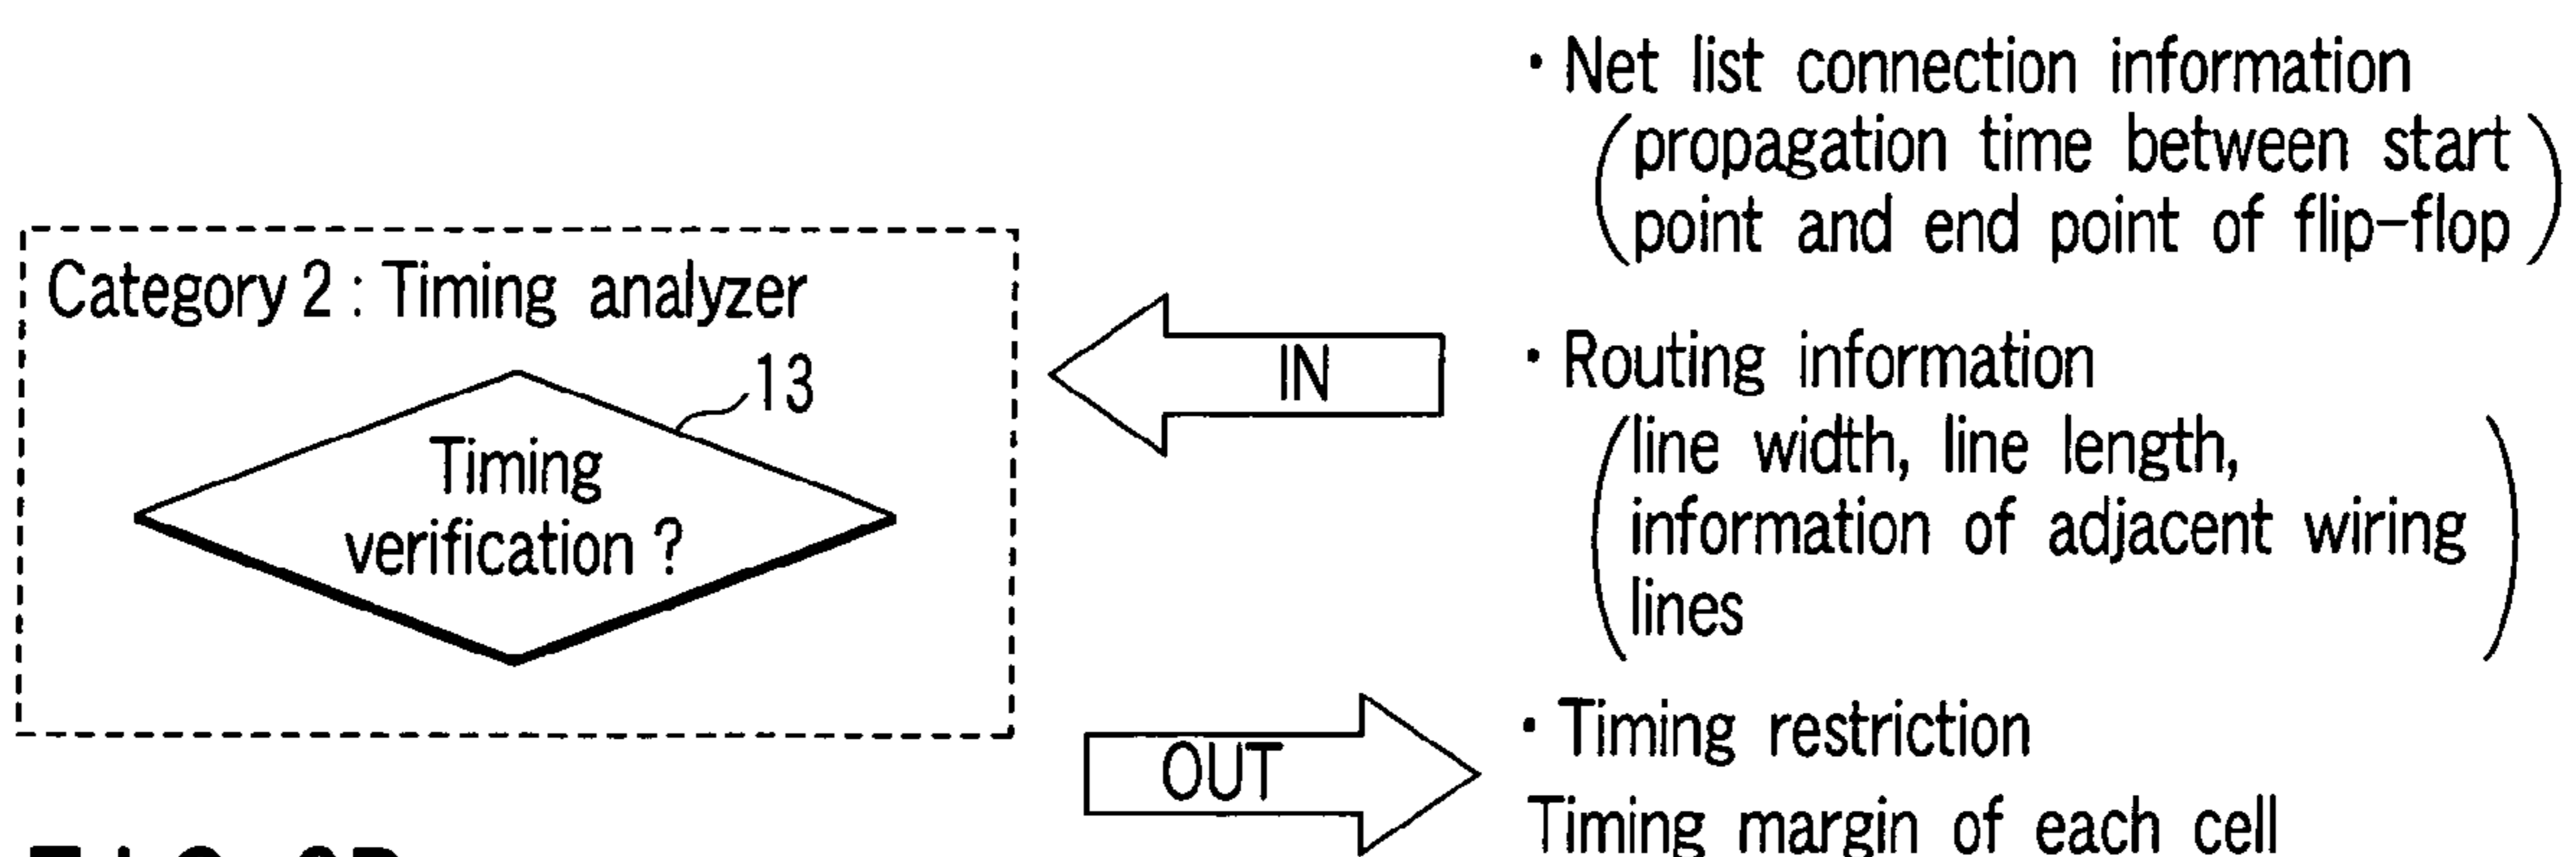 • Net list connection information
(propagation time between start
point and end point of flip-flop)
Category 2 : Timing analyzer
13
Timing
verification ?
IN
• Routing information
(line width, line length,
information of adjacent wiring
lines)
OUT
• Timing restriction
Timing margin of each cell